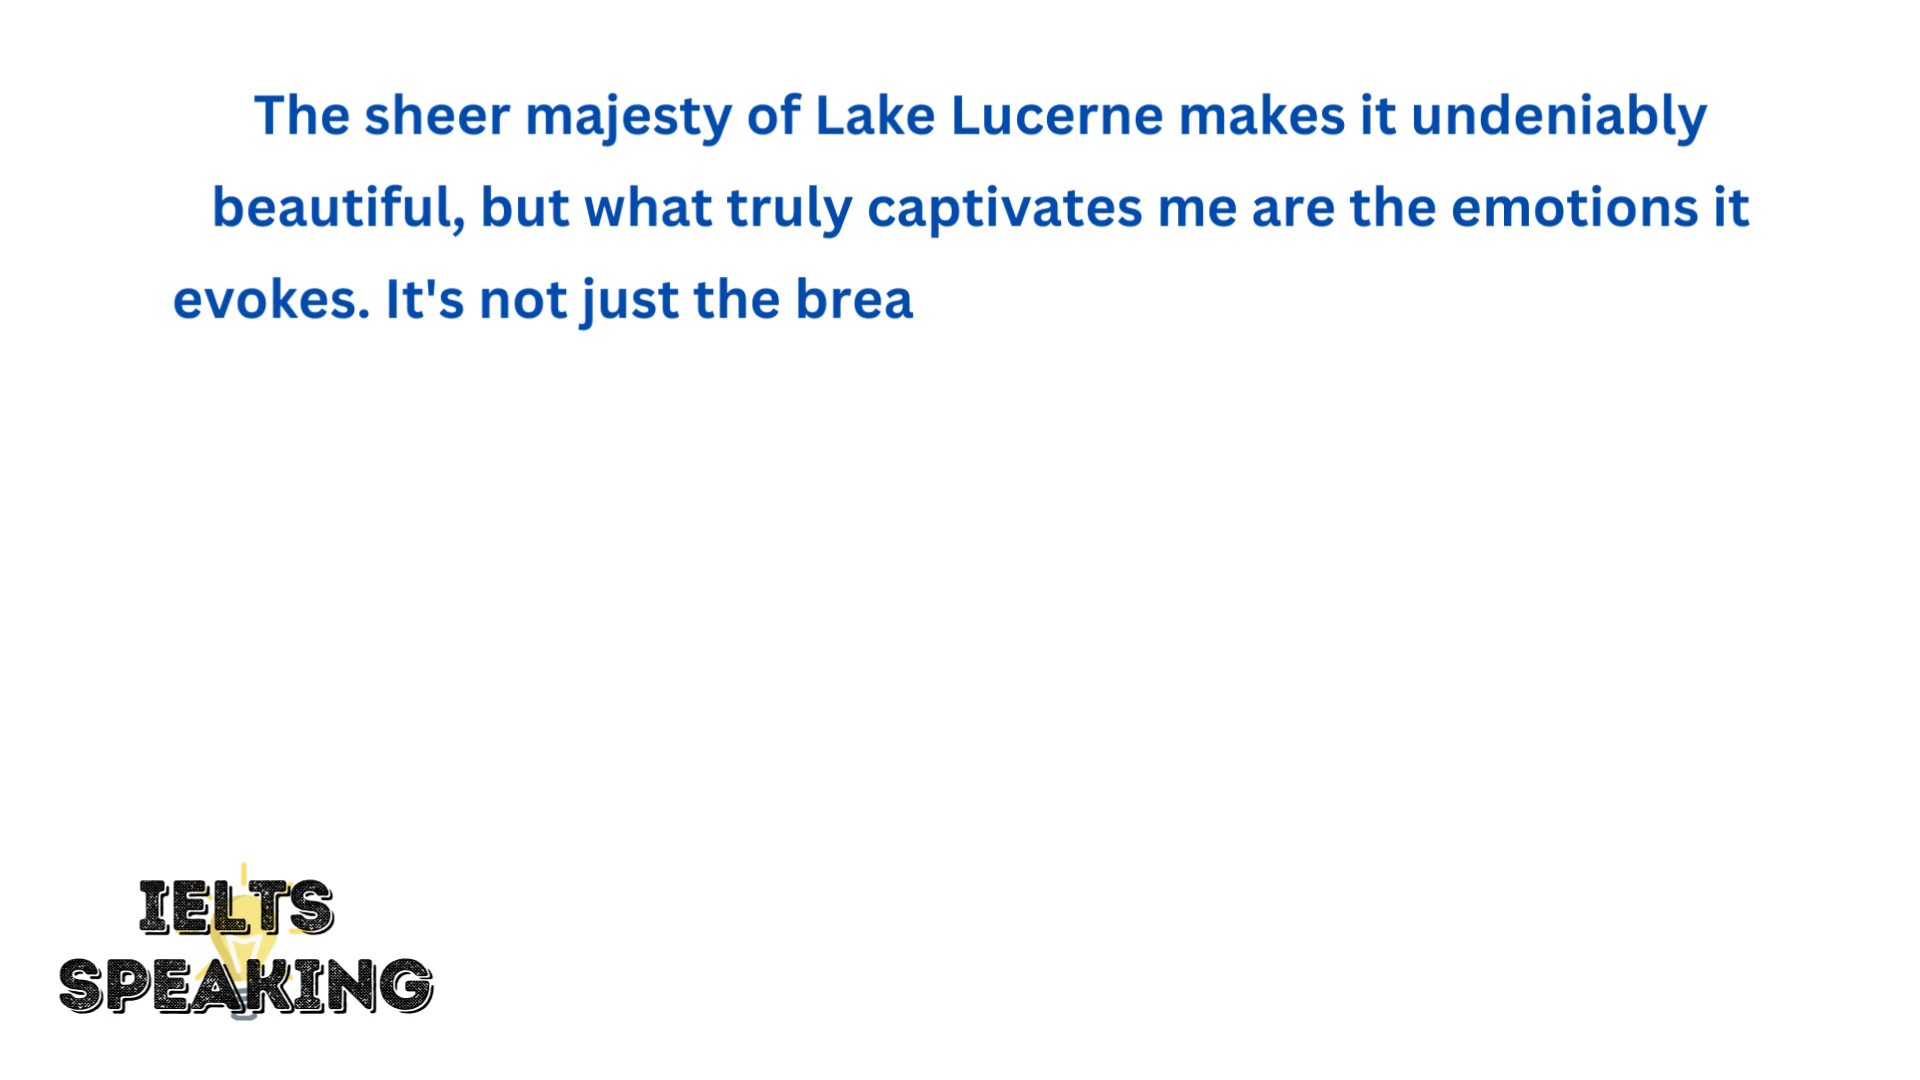 The sheer majesty of Lake Lucerne makes it undeniably
beautiful, but what truly captivates me are the emotions it
evokes. It's not just the brea
IELTS
SPEAKING